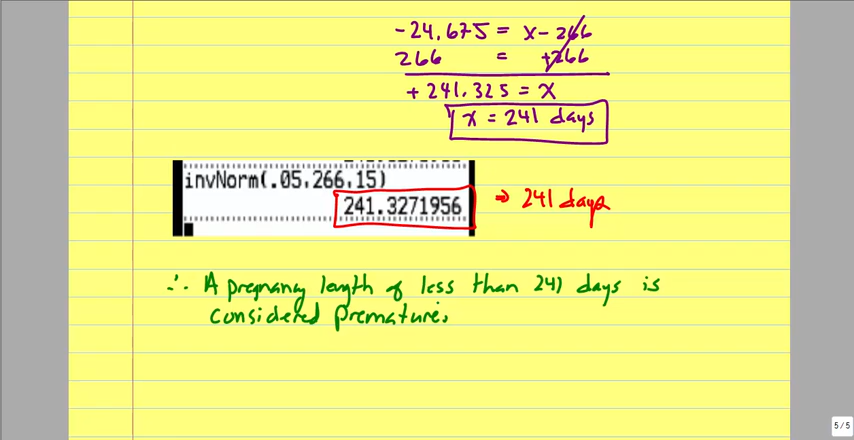 -24.675 = x - 266
266 = +266
+ 241.325 = x
x = 241 days
invNorm(.05,266,15)
241.3271956
⇒ 241 days
∴ A pregnancy length of less than 241 days is
considered premature.
5/5